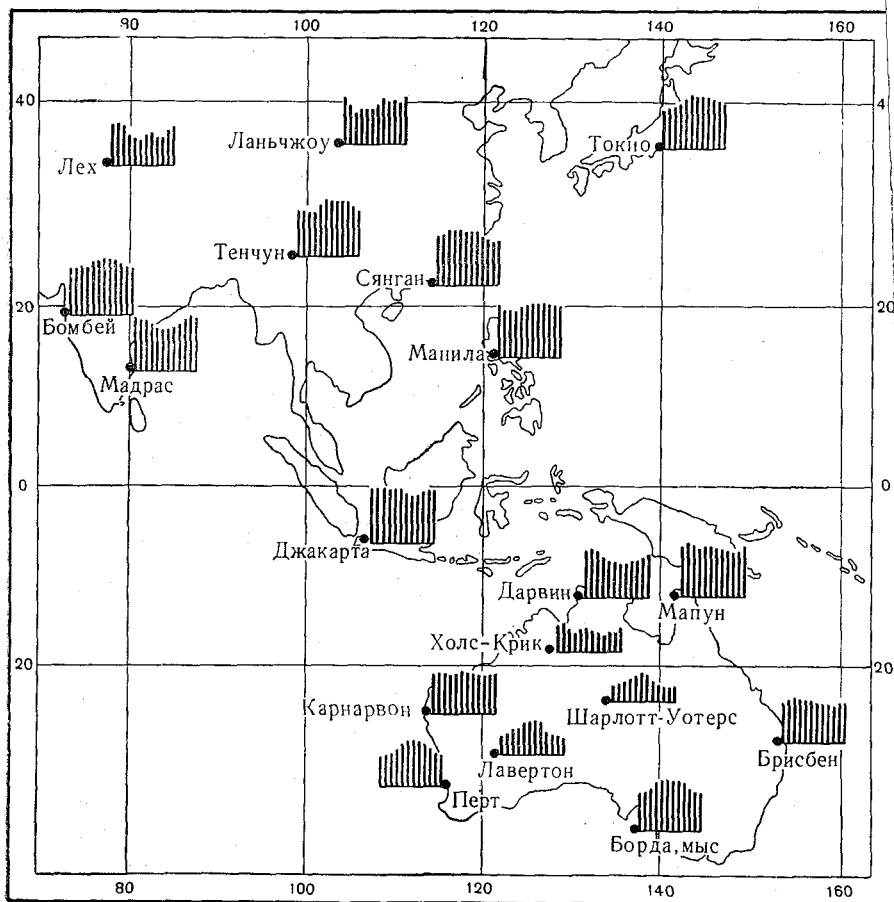 80 100 120 140 160
40 40
Лех
Ланьчжоу
Токио
Тенчун
Сянган
20 20
Бомбей
Манила
Мадрас
0 0
Джакарта
Дарвин
Мапун
Холс-Крик
20 20
Карнарвон
Шарлотт-Уотерс
Брисбен
Лавертон
Перт
Борда, мыс
80 100 120 140 160